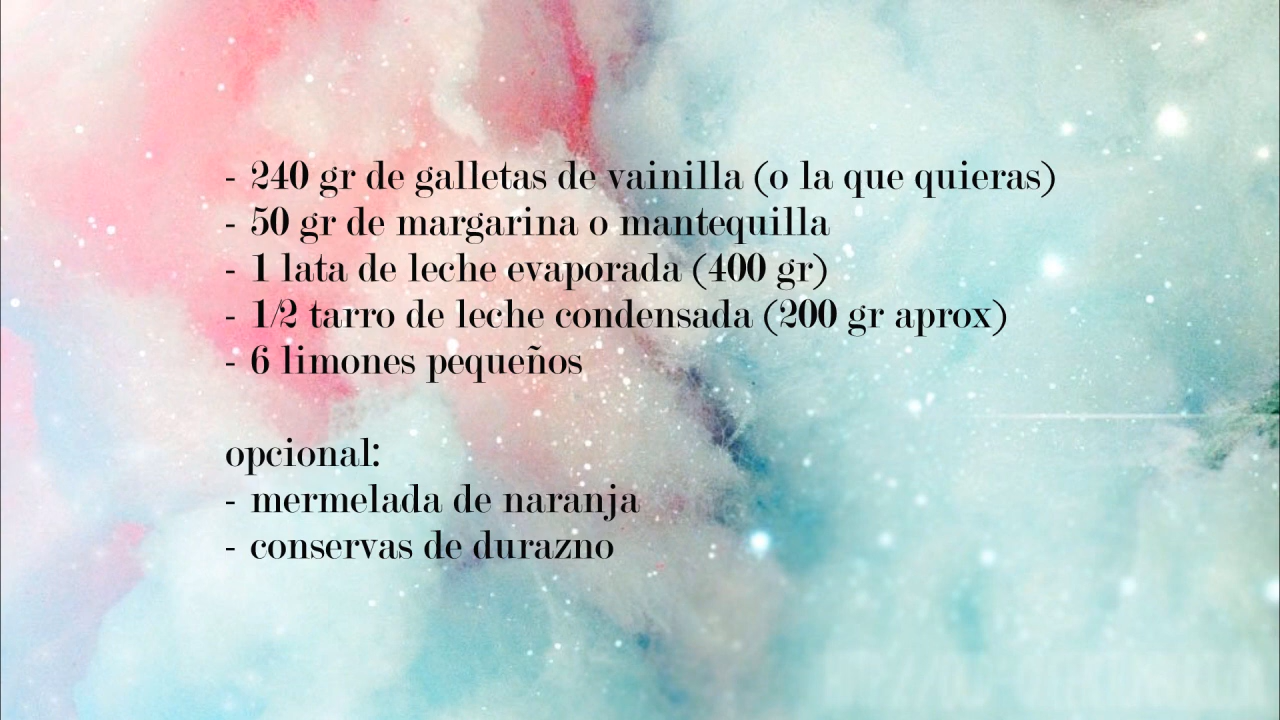 - 240 gr de galletas de vainilla (o la que quieras)
- 50 gr de margarina o mantequilla
- 1 lata de leche evaporada (400 gr)
- 1/2 tarro de leche condensada (200 gr aprox)
- 6 limones pequeños
opcional:
- mermelada de naranja
- conservas de durazno